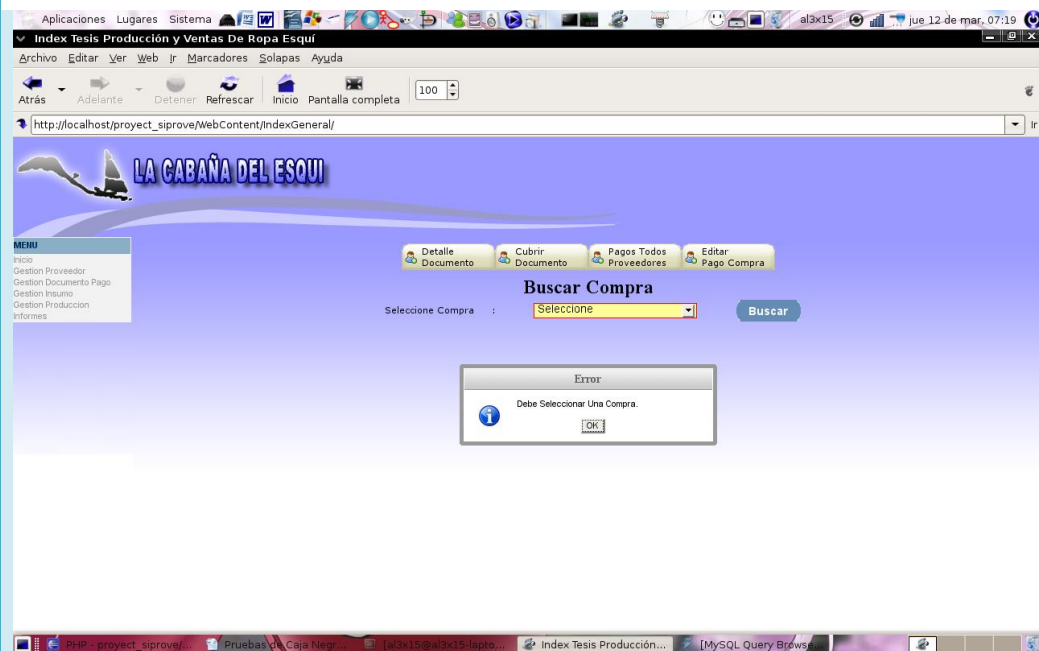 Aplicaciones Lugares Sistema al3x15 jue 12 de mar, 07:19
Index Tesis Producción y Ventas De Ropa Esquí
Archivo Editar Ver Web Ir Marcadores Solapas Ayuda
Atrás Adelante Detener Refrescar Inicio Pantalla completa 100
http://localhost/proyect_siprove/WebContent/IndexGeneral/ Ir
LA CABAÑA DEL ESQUI
MENU
Inicio
Gestion Proveedor
Gestion Documento Pago
Gestion Insumo
Gestion Produccion
Informes
Detalle Documento
Cubrir Documento
Pagos Todos Proveedores
Editar Pago Compra
Buscar Compra
Seleccione Compra : Seleccione Buscar
Error
Debe Seleccionar Una Compra.
OK
PHP - proyect_siprove/... Pruebas de Caja Negr... [al3x15@al3x15-lapto... Index Tesis Producción... [MySQL Query Browse...